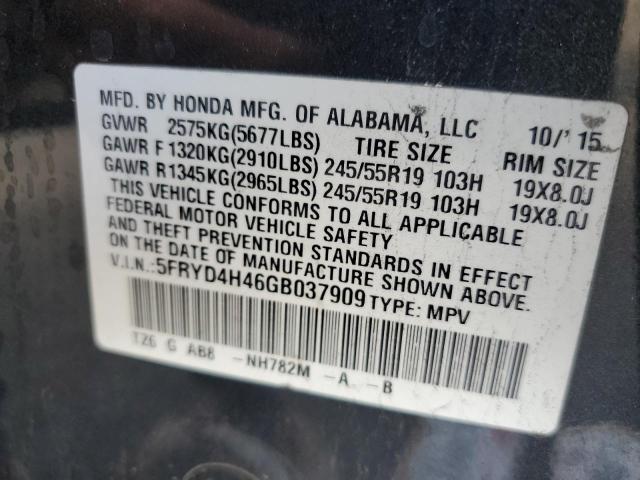 MFD. BY HONDA MFG. OF ALABAMA, LLC 10/'15
GVWR 2575KG(5677LBS) TIRE SIZE RIM SIZE
GAWR F 1320KG(2910LBS) 245/55R19 103H 19X8.0J
GAWR R 1345KG(2965LBS) 245/55R19 103H 19X8.0J
THIS VEHICLE CONFORMS TO ALL APPLICABLE
FEDERAL MOTOR VEHICLE SAFETY
AND THEFT PREVENTION STANDARDS IN EFFECT
ON THE DATE OF MANUFACTURE SHOWN ABOVE.
V.I.N.:5FRYD4H46GB037909 TYPE: MPV
TZ6 G AB8 -NH782M -A -B